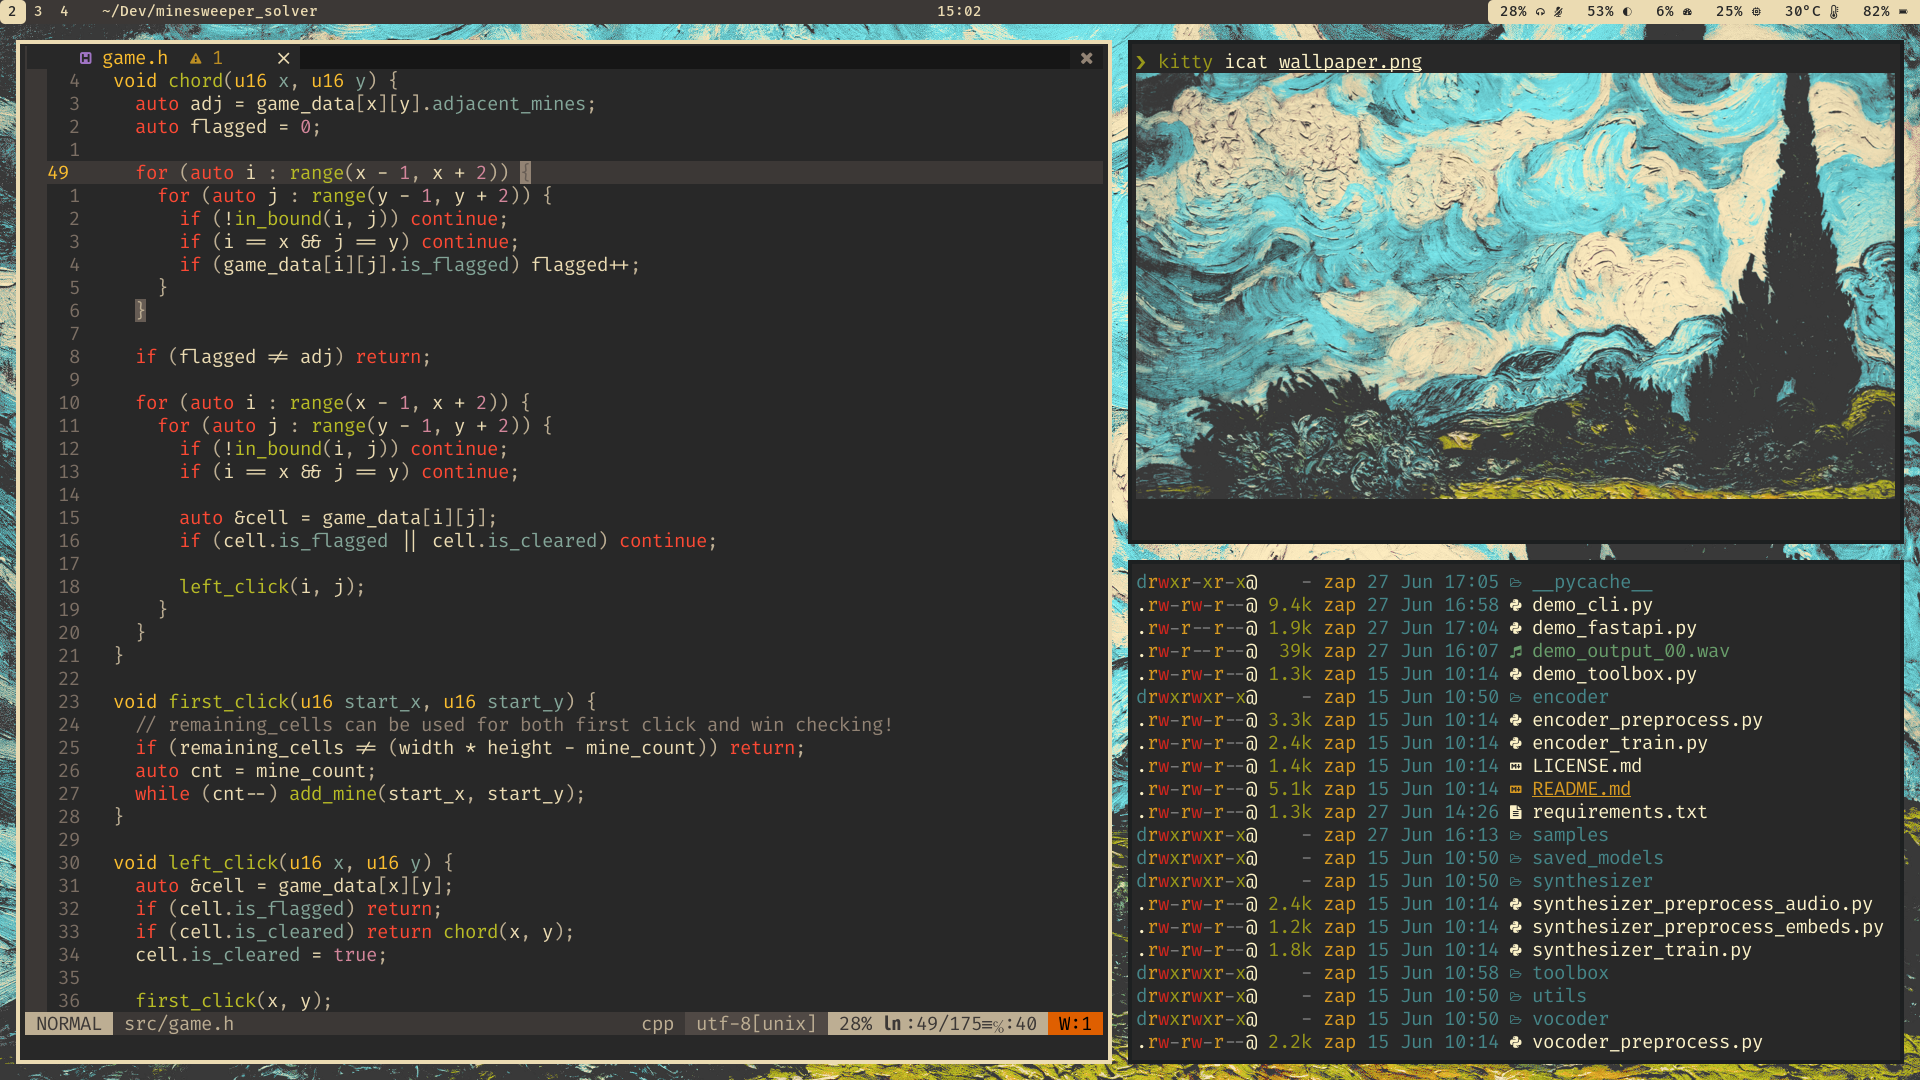 2 3 4 ~/Dev/minesweeper_solver
15:02
28% 53% 6% 25% 30°C 82%
game.h 1
4 void chord(u16 x, u16 y) {
3 auto adj = game_data[x][y].adjacent_mines;
2 auto flagged = 0;
1
49 for (auto i : range(x - 1, x + 2)) {
1 for (auto j : range(y - 1, y + 2)) {
2 if (!in_bound(i, j)) continue;
3 if (i == x && j == y) continue;
4 if (game_data[i][j].is_flagged) flagged++;
5 }
6 }
7
8 if (flagged != adj) return;
9
10 for (auto i : range(x - 1, x + 2)) {
11 for (auto j : range(y - 1, y + 2)) {
12 if (!in_bound(i, j)) continue;
13 if (i == x && j == y) continue;
14
15 auto &cell = game_data[i][j];
16 if (cell.is_flagged || cell.is_cleared) continue;
17
18 left_click(i, j);
19 }
20 }
21 }
22
23 void first_click(u16 start_x, u16 start_y) {
24 // remaining_cells can be used for both first click and win checking!
25 if (remaining_cells != (width * height - mine_count)) return;
26 auto cnt = mine_count;
27 while (cnt--) add_mine(start_x, start_y);
28 }
29
30 void left_click(u16 x, u16 y) {
31 auto &cell = game_data[x][y];
32 if (cell.is_flagged) return;
33 if (cell.is_cleared) return chord(x, y);
34 cell.is_cleared = true;
35
36 first_click(x, y);
NORMAL src/game.h cpp utf-8[unix] 28% ln :49/175≡%:40 W:1
❯ kitty icat wallpaper.png
drwxr-xr-x@ - zap 27 Jun 17:05 __pycache__
.rw-rw-r--@ 9.4k zap 27 Jun 16:58 demo_cli.py
.rw-r--r--@ 1.9k zap 27 Jun 17:04 demo_fastapi.py
.rw-r--r--@ 39k zap 27 Jun 16:07 demo_output_00.wav
.rw-rw-r--@ 1.3k zap 15 Jun 10:14 demo_toolbox.py
drwxrwxr-x@ - zap 15 Jun 10:50 encoder
.rw-rw-r--@ 3.3k zap 15 Jun 10:14 encoder_preprocess.py
.rw-rw-r--@ 2.4k zap 15 Jun 10:14 encoder_train.py
.rw-rw-r--@ 1.4k zap 15 Jun 10:14 LICENSE.md
.rw-rw-r--@ 5.1k zap 15 Jun 10:14 README.md
.rw-rw-r--@ 1.3k zap 27 Jun 14:26 requirements.txt
drwxrwxr-x@ - zap 27 Jun 16:13 samples
drwxrwxr-x@ - zap 15 Jun 10:50 saved_models
drwxrwxr-x@ - zap 15 Jun 10:50 synthesizer
.rw-rw-r--@ 2.4k zap 15 Jun 10:14 synthesizer_preprocess_audio.py
.rw-rw-r--@ 1.2k zap 15 Jun 10:14 synthesizer_preprocess_embeds.py
.rw-rw-r--@ 1.8k zap 15 Jun 10:14 synthesizer_train.py
drwxrwxr-x@ - zap 15 Jun 10:58 toolbox
drwxrwxr-x@ - zap 15 Jun 10:50 utils
drwxrwxr-x@ - zap 15 Jun 10:50 vocoder
.rw-rw-r--@ 2.2k zap 15 Jun 10:14 vocoder_preprocess.py